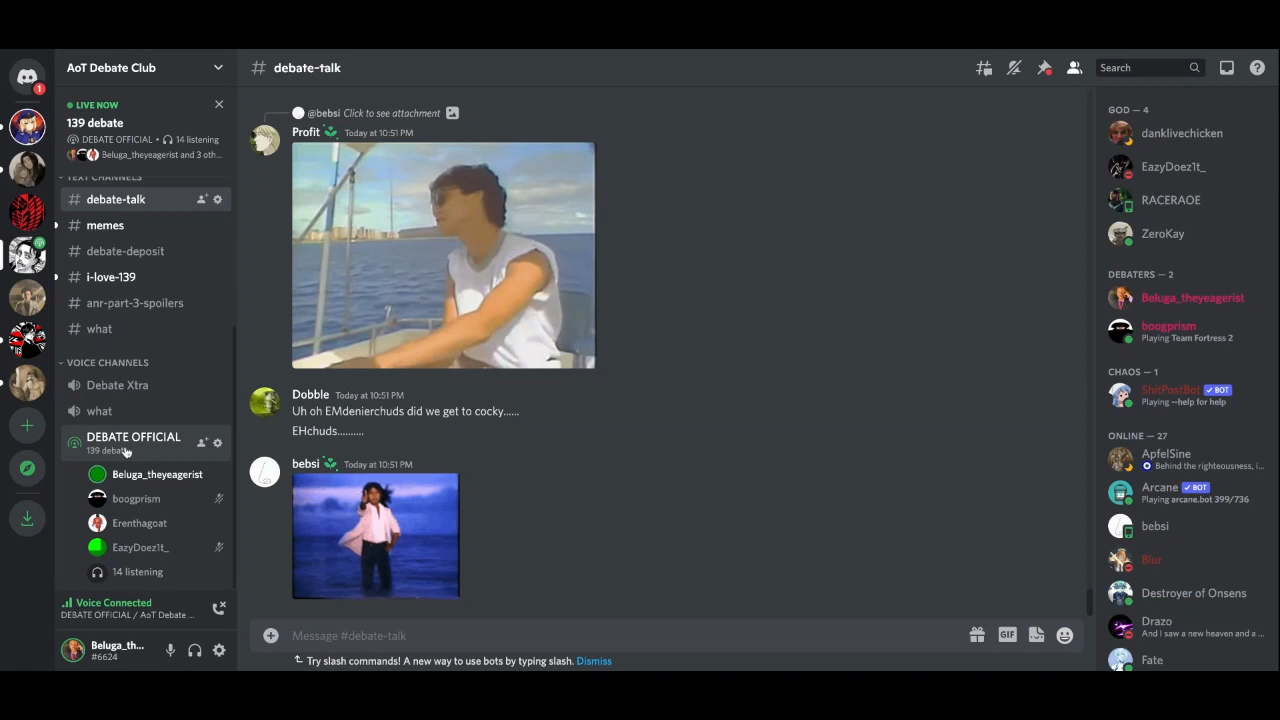 AoT Debate Club
LIVE NOW
139 debate
DEBATE OFFICIAL • 14 listening
Beluga_theyeagerist and 3 oth...
TEXT CHANNELS
# debate-talk
# memes
# debate-deposit
# i-love-139
# anr-part-3-spoilers
# what
VOICE CHANNELS
Debate Xtra
what
DEBATE OFFICIAL
139 debate
Beluga_theyeagerist
boogprism
Erenthagoat
EazyDoez1t_
14 listening
Voice Connected
DEBATE OFFICIAL / AoT Debate ...
Beluga_th...
#6624
1
# debate-talk
Search
@bebsi Click to see attachment
Profit Today at 10:51 PM
Dobble Today at 10:51 PM
Uh oh EMdenierchuds did we get to cocky......
EHchuds..........
bebsi Today at 10:51 PM
Message #debate-talk
GIF
Try slash commands! A new way to use bots by typing slash. Dismiss
GOD — 4
danklivechicken
EazyDoez1t_
RACERAOE
ZeroKay
DEBATERS — 2
Beluga_theyeagerist
boogprism
Playing Team Fortress 2
CHAOS — 1
ShitPostBot ✓ BOT
Playing --help for help
ONLINE — 27
ApfelSine
Behind the righteousness, i...
Arcane ✓ BOT
Playing arcane.bot 399/736
bebsi
Blur
Destroyer of Onsens
Drazo
And I saw a new heaven and a ...
Fate